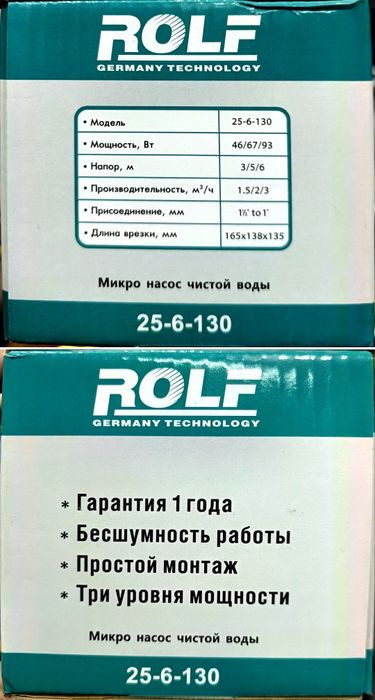 ROLF
GERMANY TECHNOLOGY
• Модель 25-6-130
• Мощность, Вт 46/67/93
• Напор, м 3/5/6
• Производительность, м³/ч 1.5/2/3
• Присоединение, мм 1½" to 1"
• Длина врезки, мм 165x138x135
Микро насос чистой воды
25-6-130
ROLF
GERMANY TECHNOLOGY
* Гарантия 1 года
* Бесшумность работы
* Простой монтаж
* Три уровня мощности
Микро насос чистой воды
25-6-130